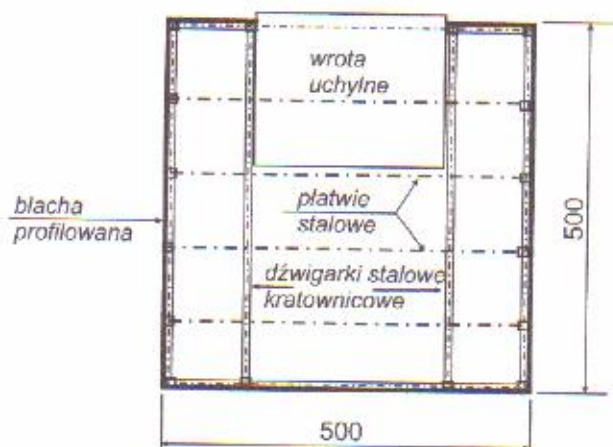 wrota
uchylne
blacha
profilowana
płatwie
stalowe
dźwigarki stalowe
kratownicowe
500
500